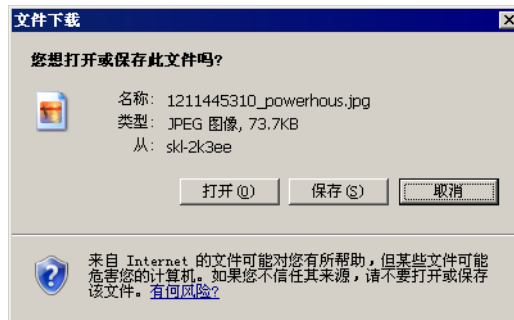 文件下载
您想打开或保存此文件吗?
名称: 1211445310_powerhous.jpg
类型: JPEG 图像, 73.7KB
从: skl-2k3ee
打开(O) 保存(S) 取消
来自 Internet 的文件可能对您有所帮助，但某些文件可能
危害您的计算机。如果您不信任其来源，请不要打开或保存
该文件。有何风险?